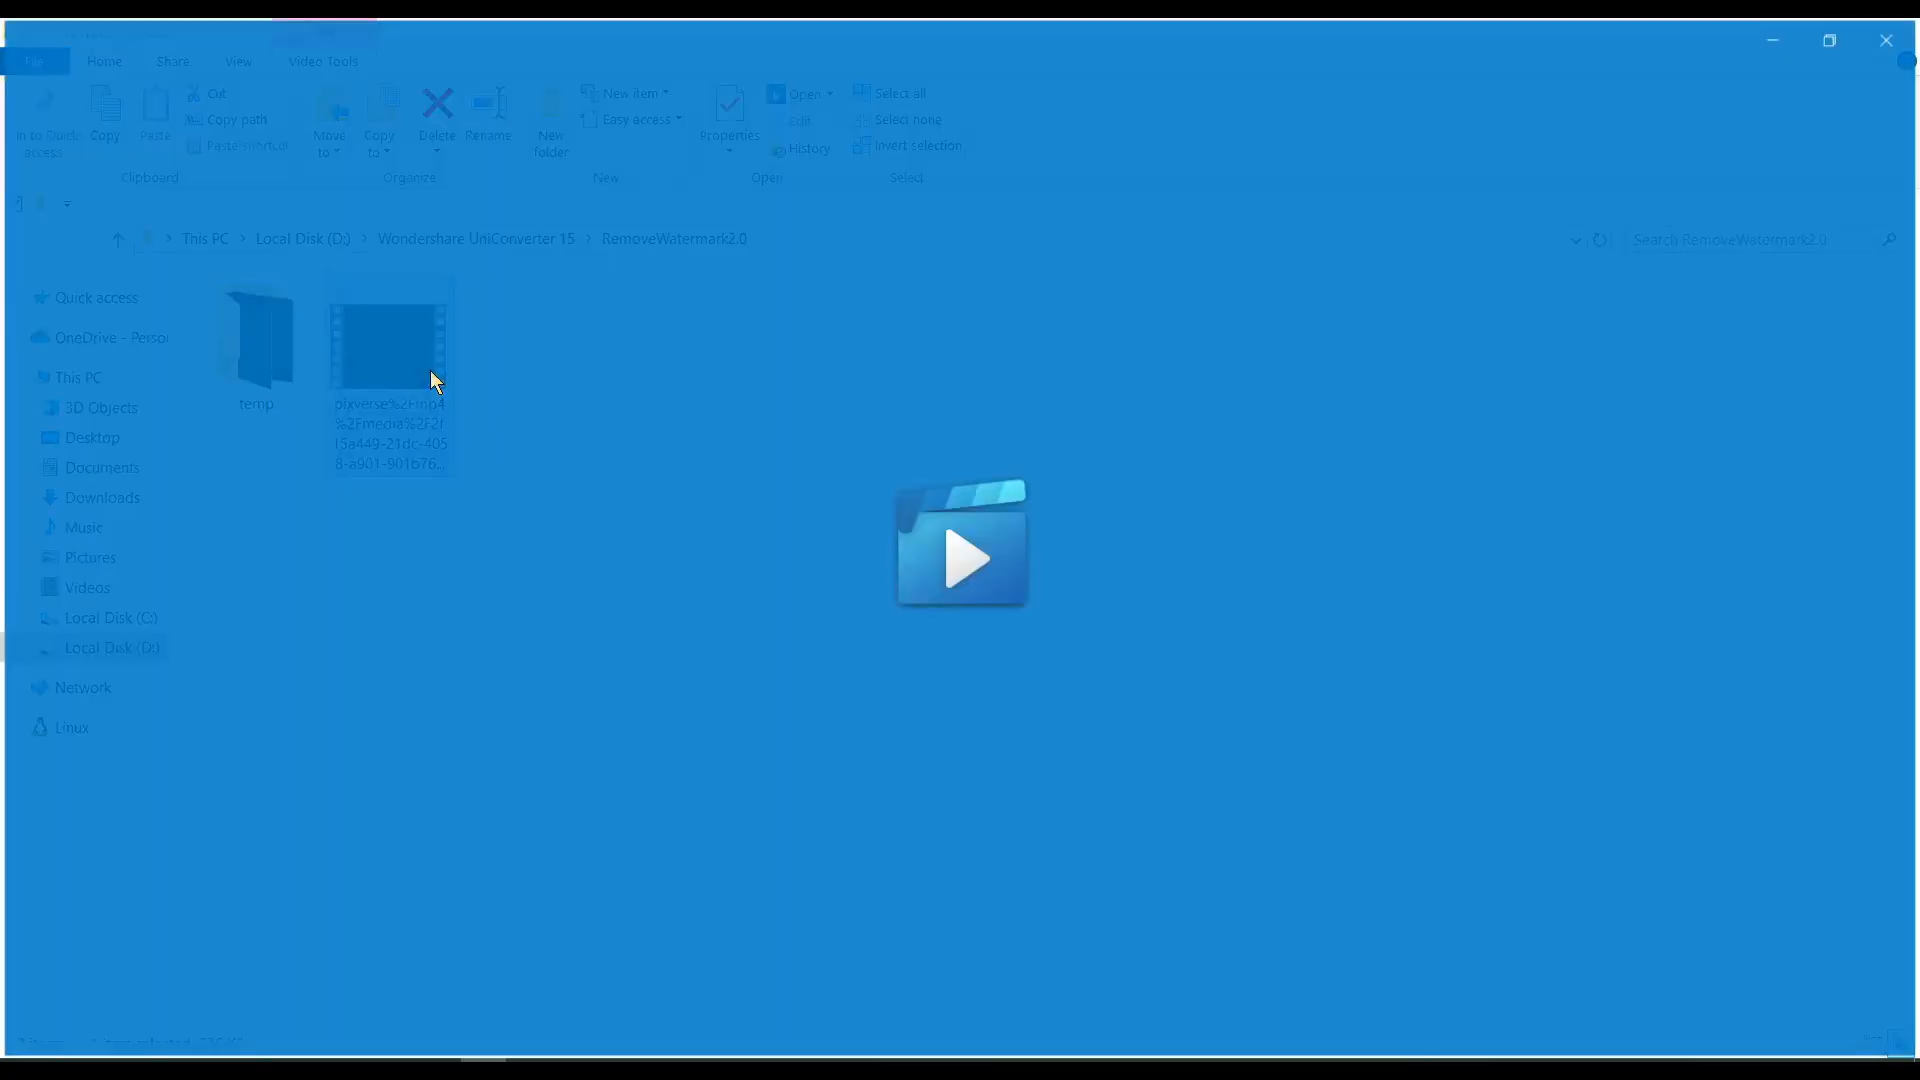 File
Home
Share
View
Video Tools
Cut
Copy path
Copy
Paste
access
Clipboard
Move
to
Copy
to
Delete
Rename
Organize
New
folder
New item
Easy access
New
Properties
Open
Edit
History
Open
Select all
Select none
Invert selection
Select
This PC
Local Disk (D:)
Wondershare UniConverter 15
RemoveWatermark2.0
Search RemoveWatermark2.0
Quick access
OneDrive - Persor
This PC
3D Objects
Desktop
Documents
Downloads
Music
Pictures
Videos
Local Disk (C:)
Local Disk (D:)
Network
Linux
temp
pixverse%2Fmp4
%2Fmedia%2F2f
8-a901-901b76...